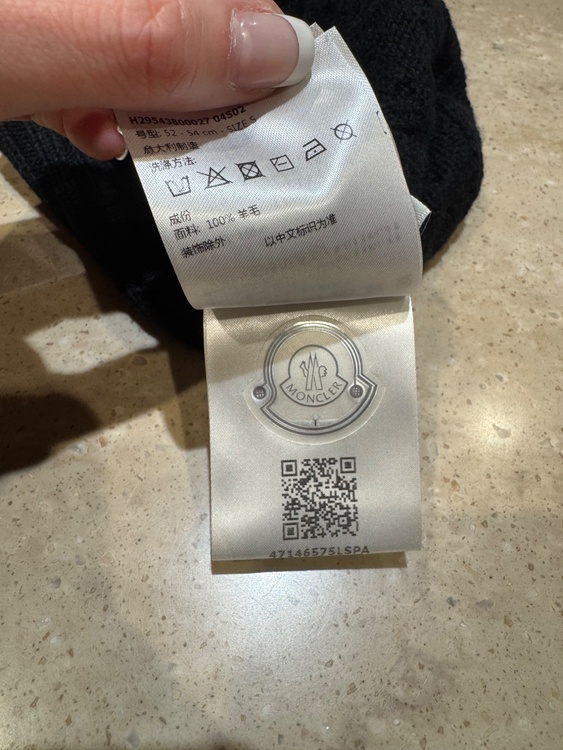 H29543B00027 04S02
号型: 52 - 54 cm - SIZE S
意大利制造
洗涤方法:
成份
面料: 100% 羊毛
装饰除外 以中文标识为准
MONCLER
47146575LSPA